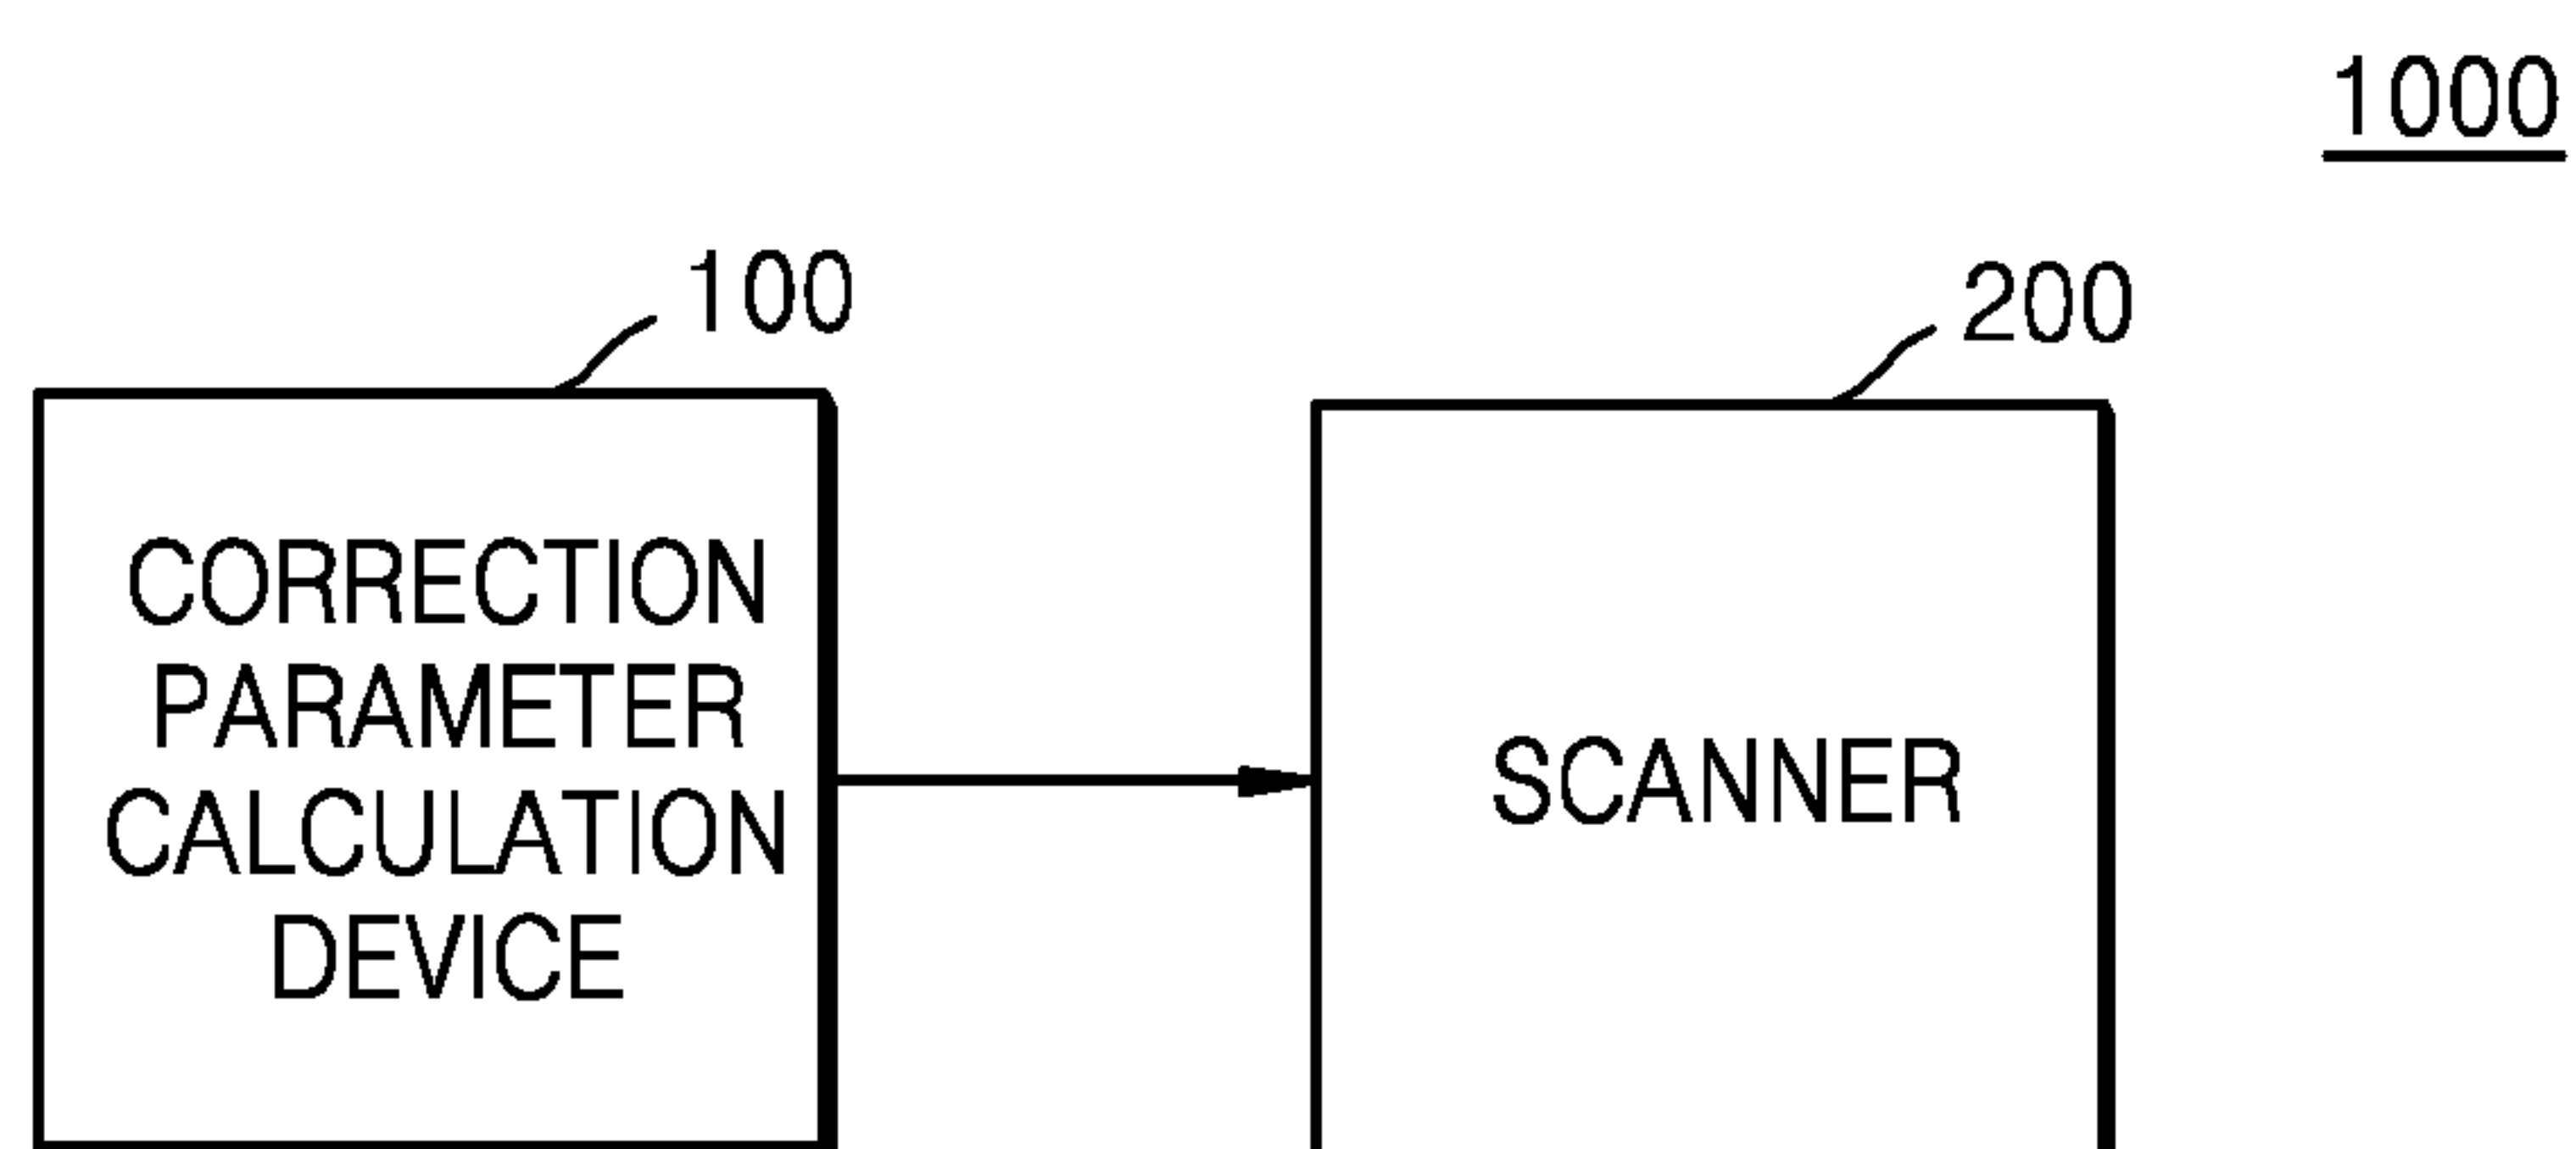 1000
100
200
CORRECTION
PARAMETER
CALCULATION
DEVICE
SCANNER